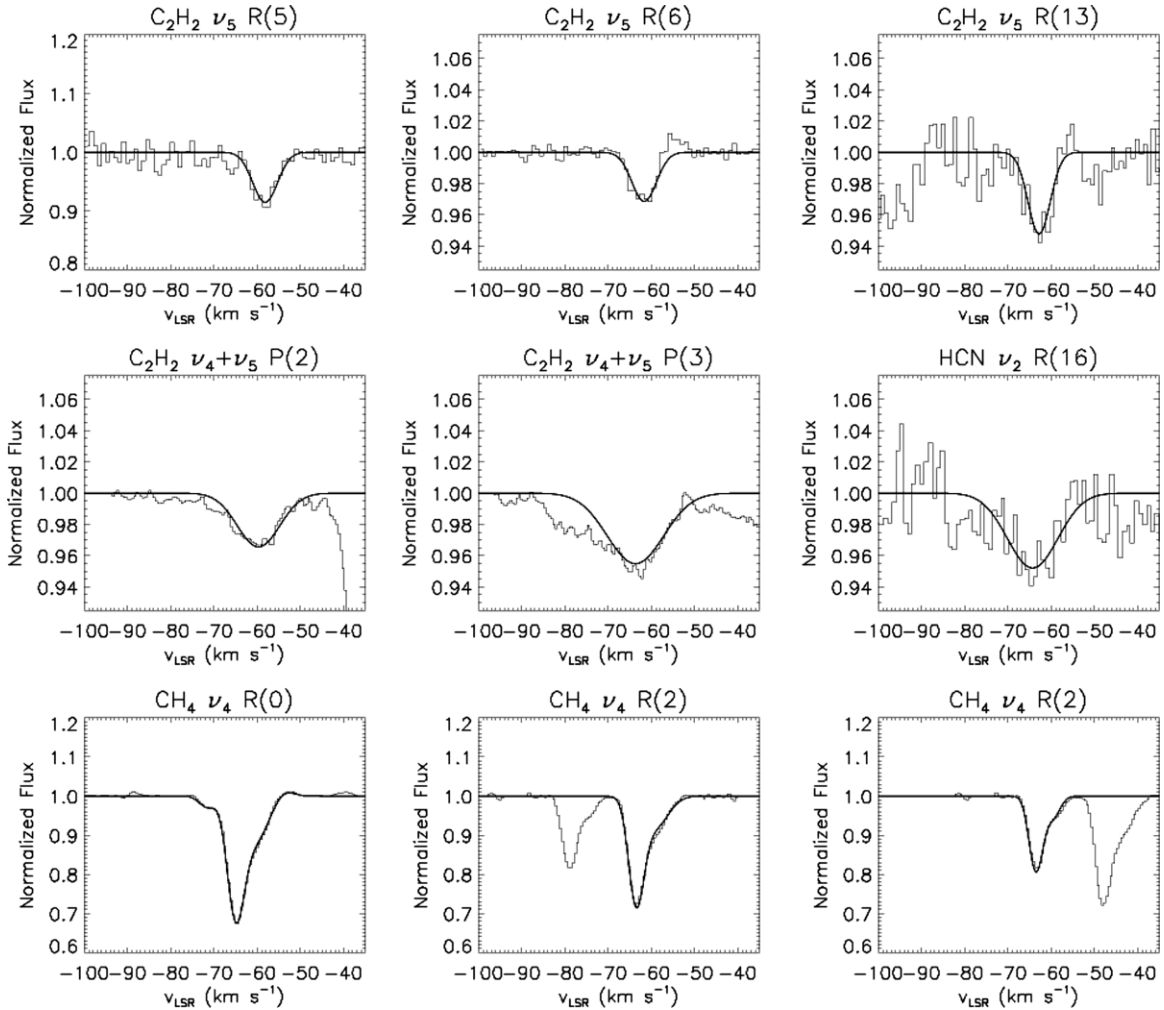 C₂H₂ ν₅ R(5)
Normalized Flux
1.2
1.1
1.0
0.9
0.8
-100 -90 -80 -70 -60 -50 -40
v_LSR (km s⁻¹)
C₂H₂ ν₅ R(6)
Normalized Flux
1.06
1.04
1.02
1.00
0.98
0.96
0.94
-100 -90 -80 -70 -60 -50 -40
v_LSR (km s⁻¹)
C₂H₂ ν₅ R(13)
Normalized Flux
1.06
1.04
1.02
1.00
0.98
0.96
0.94
-100 -90 -80 -70 -60 -50 -40
v_LSR (km s⁻¹)
C₂H₂ ν₄+ν₅ P(2)
Normalized Flux
1.06
1.04
1.02
1.00
0.98
0.96
0.94
-100 -90 -80 -70 -60 -50 -40
v_LSR (km s⁻¹)
C₂H₂ ν₄+ν₅ P(3)
Normalized Flux
1.06
1.04
1.02
1.00
0.98
0.96
0.94
-100 -90 -80 -70 -60 -50 -40
v_LSR (km s⁻¹)
HCN ν₂ R(16)
Normalized Flux
1.06
1.04
1.02
1.00
0.98
0.96
0.94
-100 -90 -80 -70 -60 -50 -40
v_LSR (km s⁻¹)
CH₄ ν₄ R(0)
Normalized Flux
1.2
1.1
1.0
0.9
0.8
0.7
0.6
-100 -90 -80 -70 -60 -50 -40
v_LSR (km s⁻¹)
CH₄ ν₄ R(2)
Normalized Flux
1.2
1.1
1.0
0.9
0.8
0.7
0.6
-100 -90 -80 -70 -60 -50 -40
v_LSR (km s⁻¹)
CH₄ ν₄ R(2)
Normalized Flux
1.2
1.1
1.0
0.9
0.8
0.7
0.6
-100 -90 -80 -70 -60 -50 -40
v_LSR (km s⁻¹)